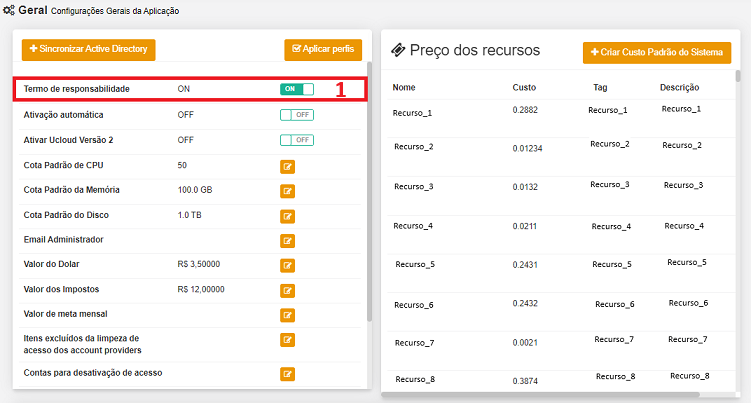 Geral Configurações Gerais da Aplicação
Sincronizar Active Directory
Aplicar perfis
Termo de responsabilidade ON ON 1
Ativação automática OFF OFF
Ativar Ucloud Versão 2 OFF OFF
Cota Padrão de CPU 50
Cota Padrão da Memória 100.0 GB
Cota Padrão do Disco 1.0 TB
Email Administrador
Valor do Dolar R$ 3,50000
Valor dos Impostos R$ 12,00000
Valor de meta mensal
Itens excluídos da limpeza de
acesso dos account providers
Contas para desativação de acesso
Preço dos recursos
Criar Custo Padrão do Sistema
Nome Custo Tag Descrição
Recurso_1 0.2882 Recurso_1 Recurso_1
Recurso_2 0.01234 Recurso_2 Recurso_2
Recurso_3 0.0132 Recurso_3 Recurso_3
Recurso_4 0.0211 Recurso_4 Recurso_4
Recurso_5 0.2431 Recurso_5 Recurso_5
Recurso_6 0.2432 Recurso_6 Recurso_6
Recurso_7 0.0021 Recurso_7 Recurso_7
Recurso_8 0.3874 Recurso_8 Recurso_8